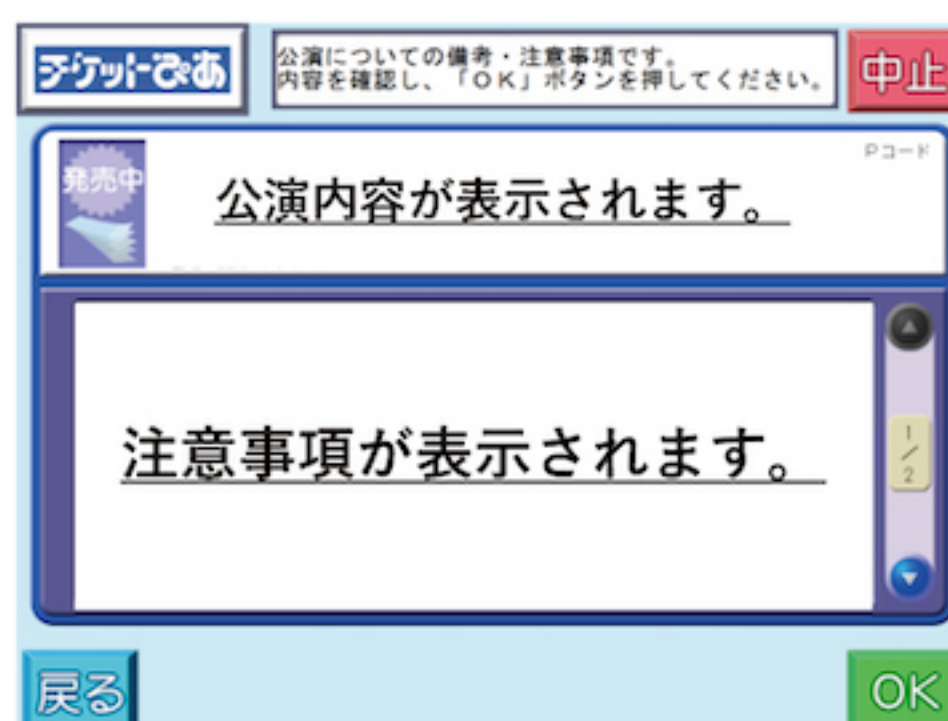 チケットぴあ
公演についての備考・注意事項です。
内容を確認し、「OK」ボタンを押してください。
中止
発売中
公演内容が表示されます。
Pコード
注意事項が表示されます。
1/2
戻る
OK